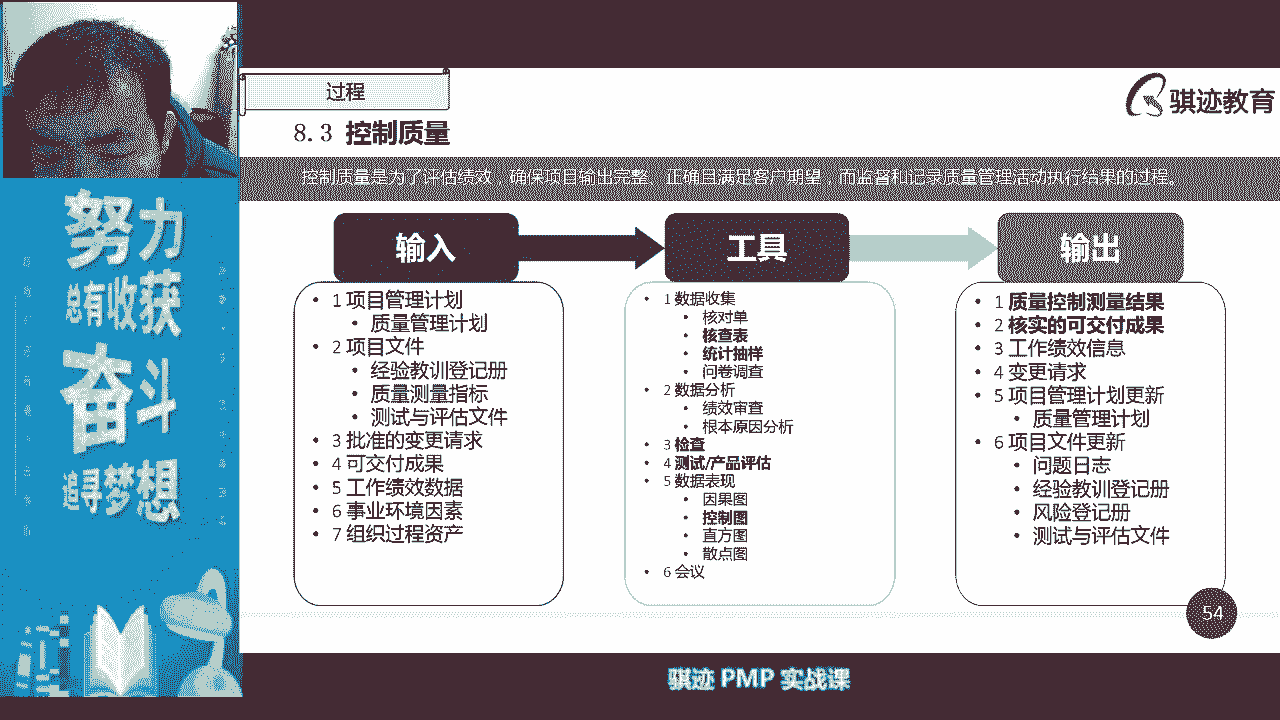 过程
骐迹教育
8.3 控制质量
控制质量是为了评估绩效，确保项目输出完整、正确且满足客户期望，而监督和记录质量管理活动执行结果的过程。
努力
总有收获
奋斗
追寻梦想
输入
• 1 项目管理计划
• 质量管理计划
• 2 项目文件
• 经验教训登记册
• 质量测量指标
• 测试与评估文件
• 3 批准的变更请求
• 4 可交付成果
• 5 工作绩效数据
• 6 事业环境因素
• 7 组织过程资产
工具
• 1 数据收集
• 核对单
• 核查表
• 统计抽样
• 问卷调查
• 2 数据分析
• 绩效审查
• 根本原因分析
• 3 检查
• 4 测试/产品评估
• 5 数据表现
• 因果图
• 控制图
• 直方图
• 散点图
• 6 会议
输出
• 1 质量控制测量结果
• 2 核实的可交付成果
• 3 工作绩效信息
• 4 变更请求
• 5 项目管理计划更新
• 质量管理计划
• 6 项目文件更新
• 问题日志
• 经验教训登记册
• 风险登记册
• 测试与评估文件
54
骐迹 PMP 实战课